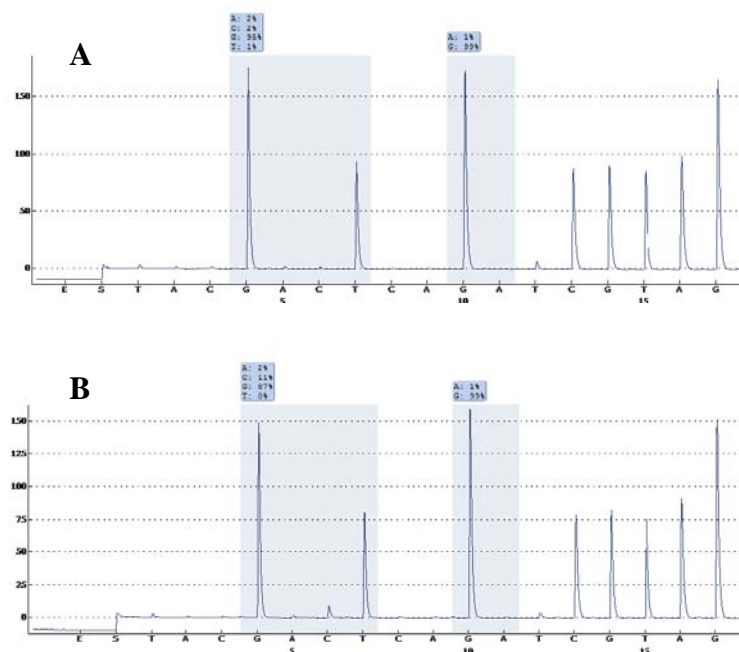 A
A: 2%
C: 2%
G: 95%
T: 1%
A: 1%
G: 99%
150
100
50
0
E S T A C G A C T C A G A T C G T A G
5 10 15
B
A: 2%
C: 11%
G: 87%
T: 0%
A: 1%
G: 99%
150
125
100
75
50
25
0
E S T A C G A C T C A G A T C G T A G
5 10 15